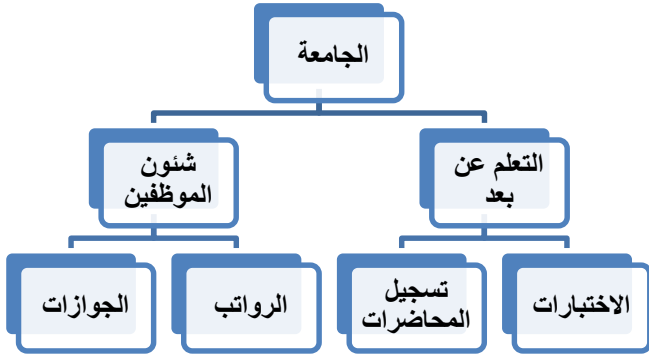 الجامعة
التعلم عن
بعد
شئون
الموظفين
الاختبارات
تسجيل
المحاضرات
الرواتب
الجوازات